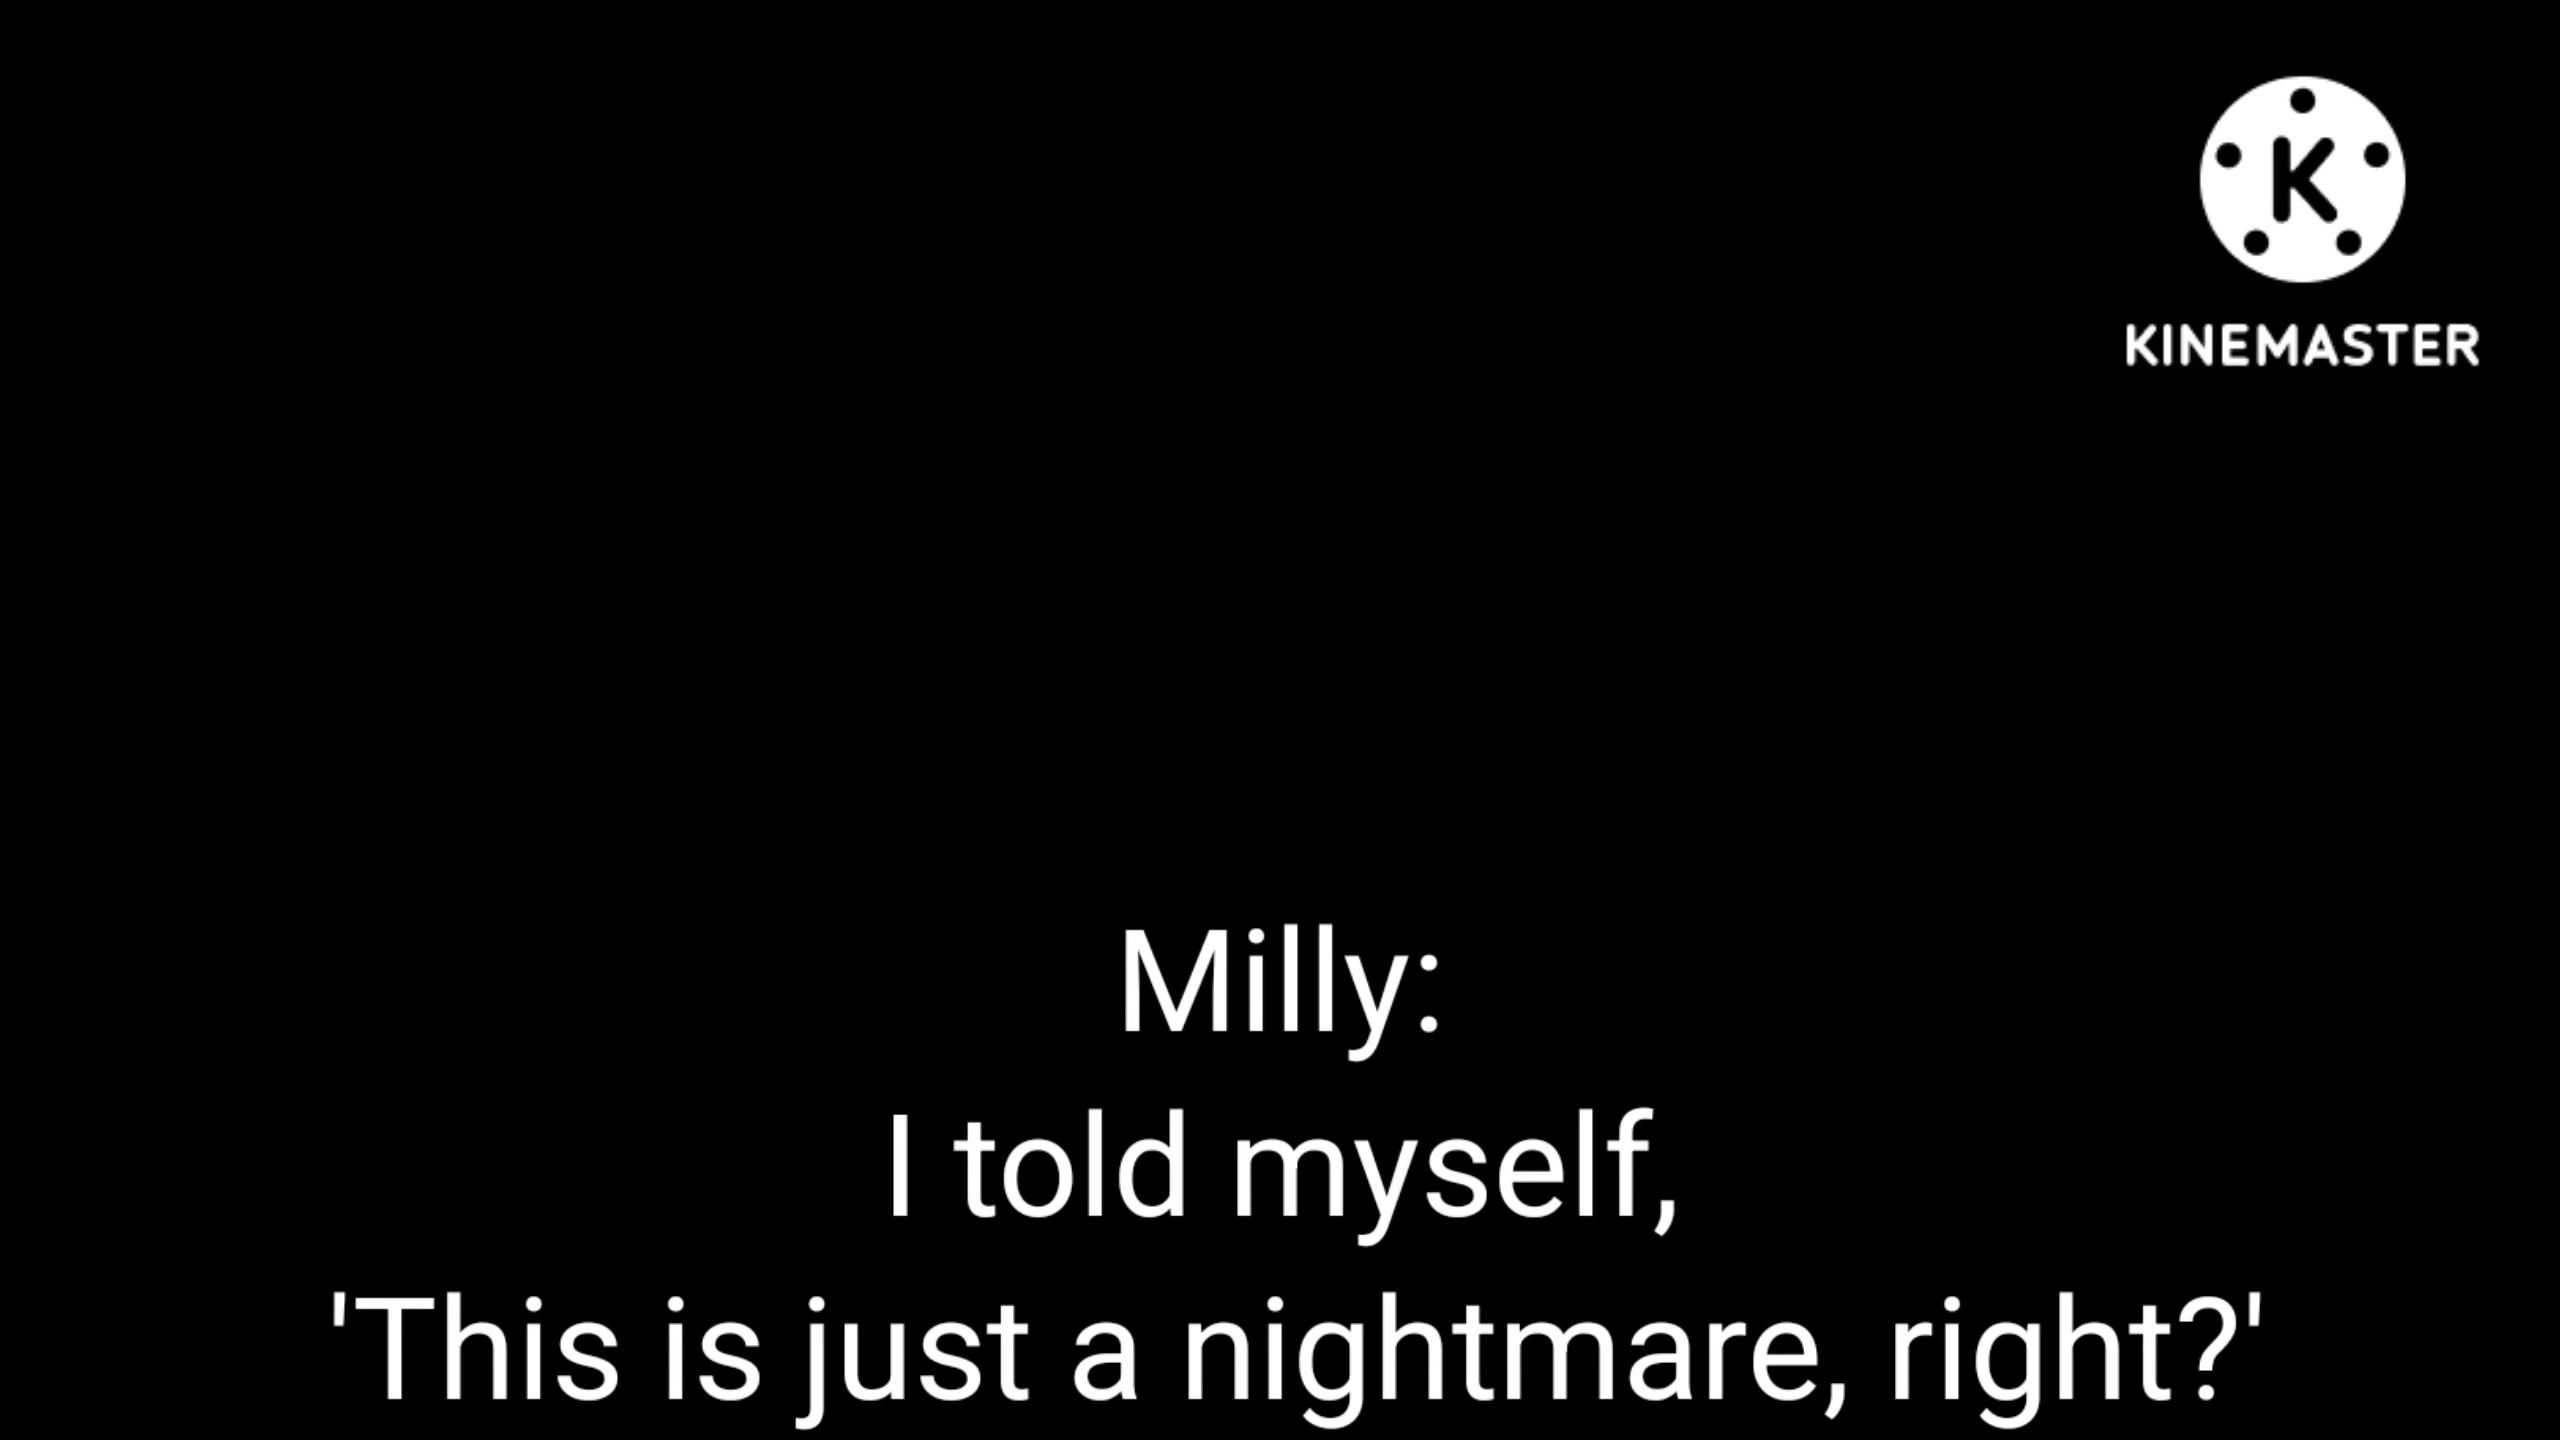 K
KINEMASTER
Milly:
I told myself,
'This is just a nightmare, right?'